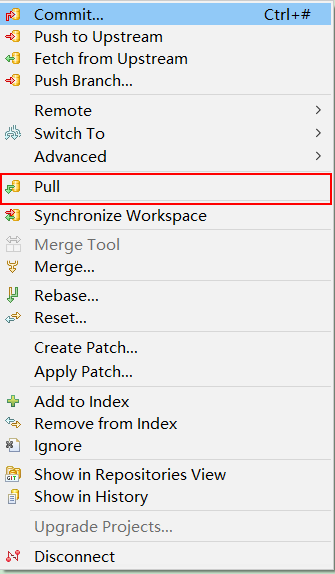 Commit... Ctrl+#
Push to Upstream
Fetch from Upstream
Push Branch...
Remote
Switch To
Advanced
Pull
Synchronize Workspace
Merge Tool
Merge...
Rebase...
Reset...
Create Patch...
Apply Patch...
Add to Index
Remove from Index
Ignore
GIT Show in Repositories View
Show in History
Upgrade Projects...
Disconnect